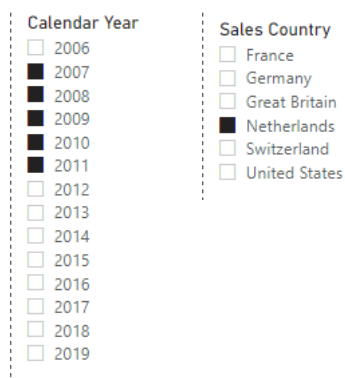 Calendar Year
2006
2007
2008
2009
2010
2011
2012
2013
2014
2015
2016
2017
2018
2019
Sales Country
France
Germany
Great Britain
Netherlands
Switzerland
United States